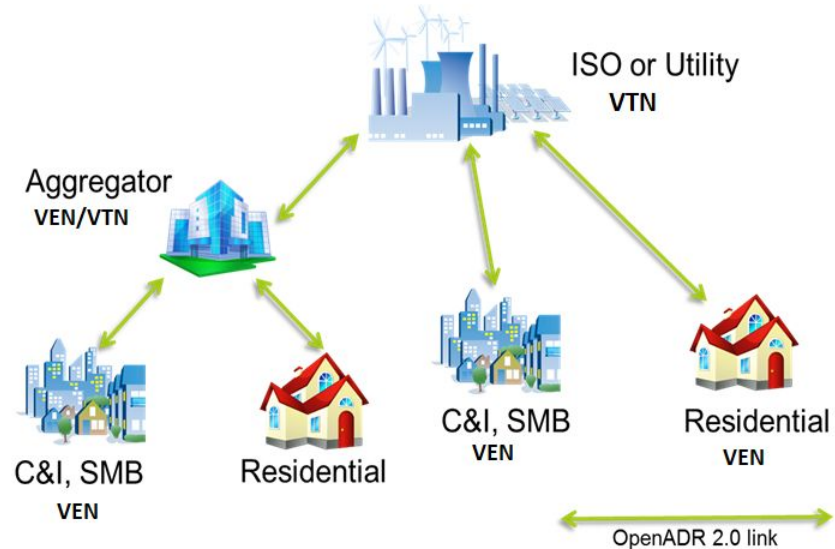 ISO or Utility
VTN
Aggregator
VEN/VTN
C&I, SMB
VEN
Residential
C&I, SMB
VEN
Residential
VEN
OpenADR 2.0 link